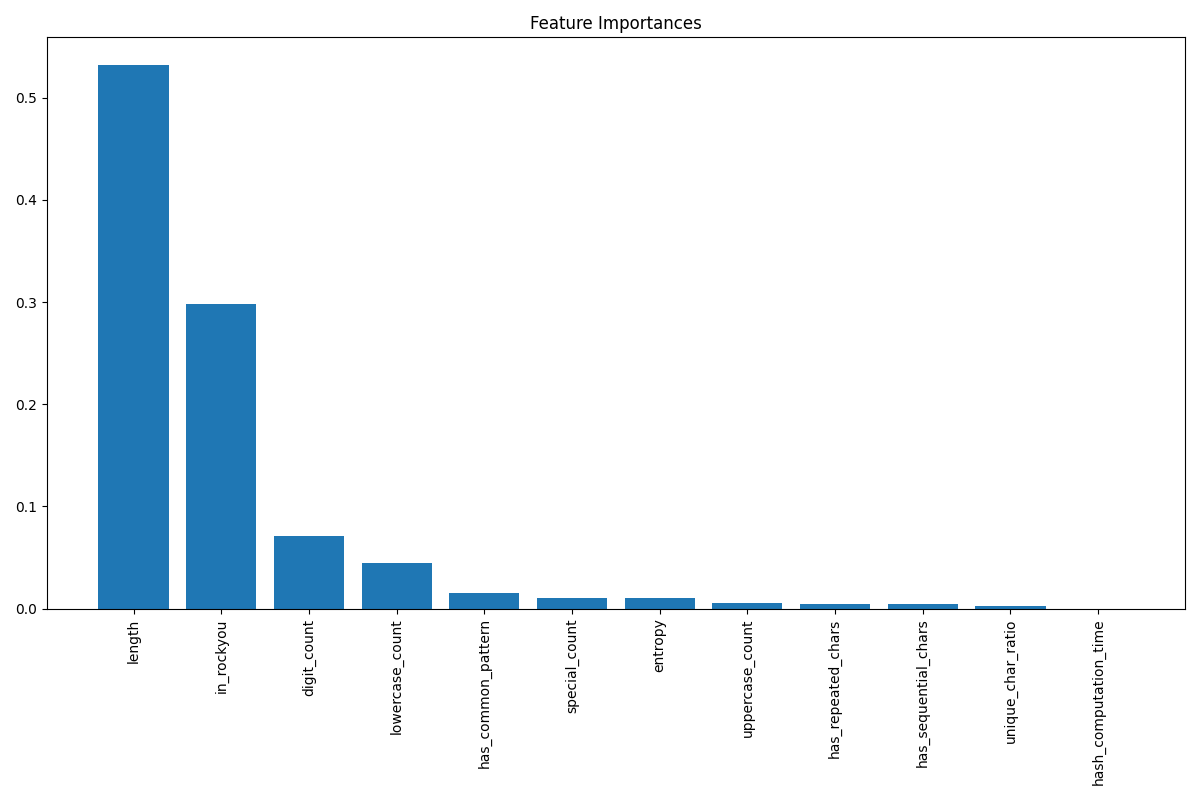 Feature Importances
0.5
0.4
0.3
0.2
0.1
0.0
length
in_rockyou
digit_count
lowercase_count
has_common_pattern
special_count
entropy
uppercase_count
has_repeated_chars
has_sequential_chars
unique_char_ratio
hash_computation_time